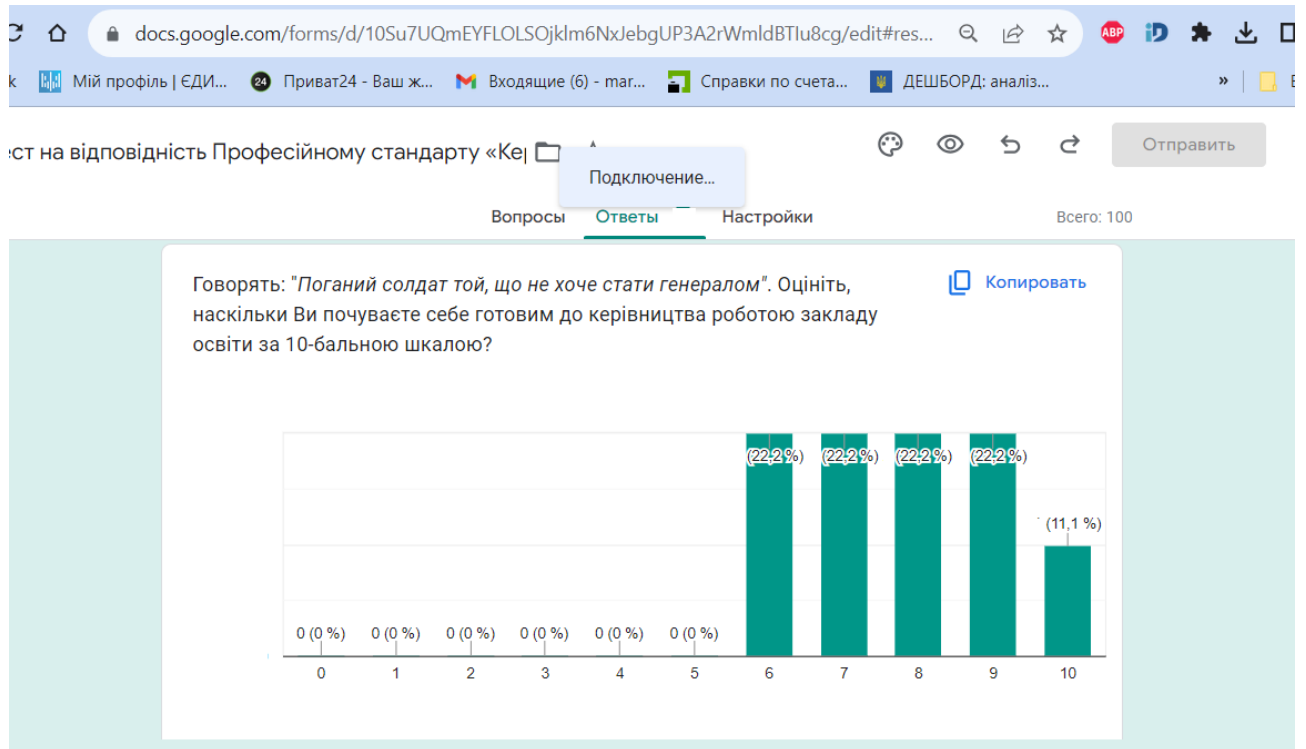 docs.google.com/forms/d/10Su7UQmEYFLOLSOjklm6NxJebgUP3A2rWmldBTIu8cg/edit#res...
ABP
k Мій профіль | ЄДИ... 24 Приват24 - Ваш ж... Входящие (6) - mar... Справки по счета... ДЕШБОРД: аналіз... »
ест на відповідність Професійному стандарту «Кер
Отправить
Подключение...
Вопросы Ответы Настройки Всего: 100
Говорять: "Поганий солдат той, що не хоче стати генералом". Оцініть,
наскільки Ви почуваєте себе готовим до керівництва роботою закладу
освіти за 10-бальною шкалою?
Копировать
(22,2 %) (22,2 %) (22,2 %) (22,2 %)
(11,1 %)
0 (0 %) 0 (0 %) 0 (0 %) 0 (0 %) 0 (0 %) 0 (0 %)
0 1 2 3 4 5 6 7 8 9 10